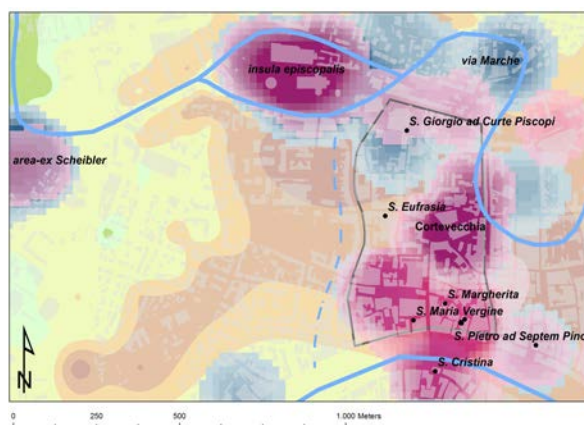 via Marche
insula episcopalis
S. Giorgio ad Curte Piscopi
area-ex Scheibler
S. Eufrasia
Cortevecchia
S. Margherita
S. Maria Vergine
S. Pietro ad Septem Pino
S. Cristina
N
0 250 500 1.000 Meters